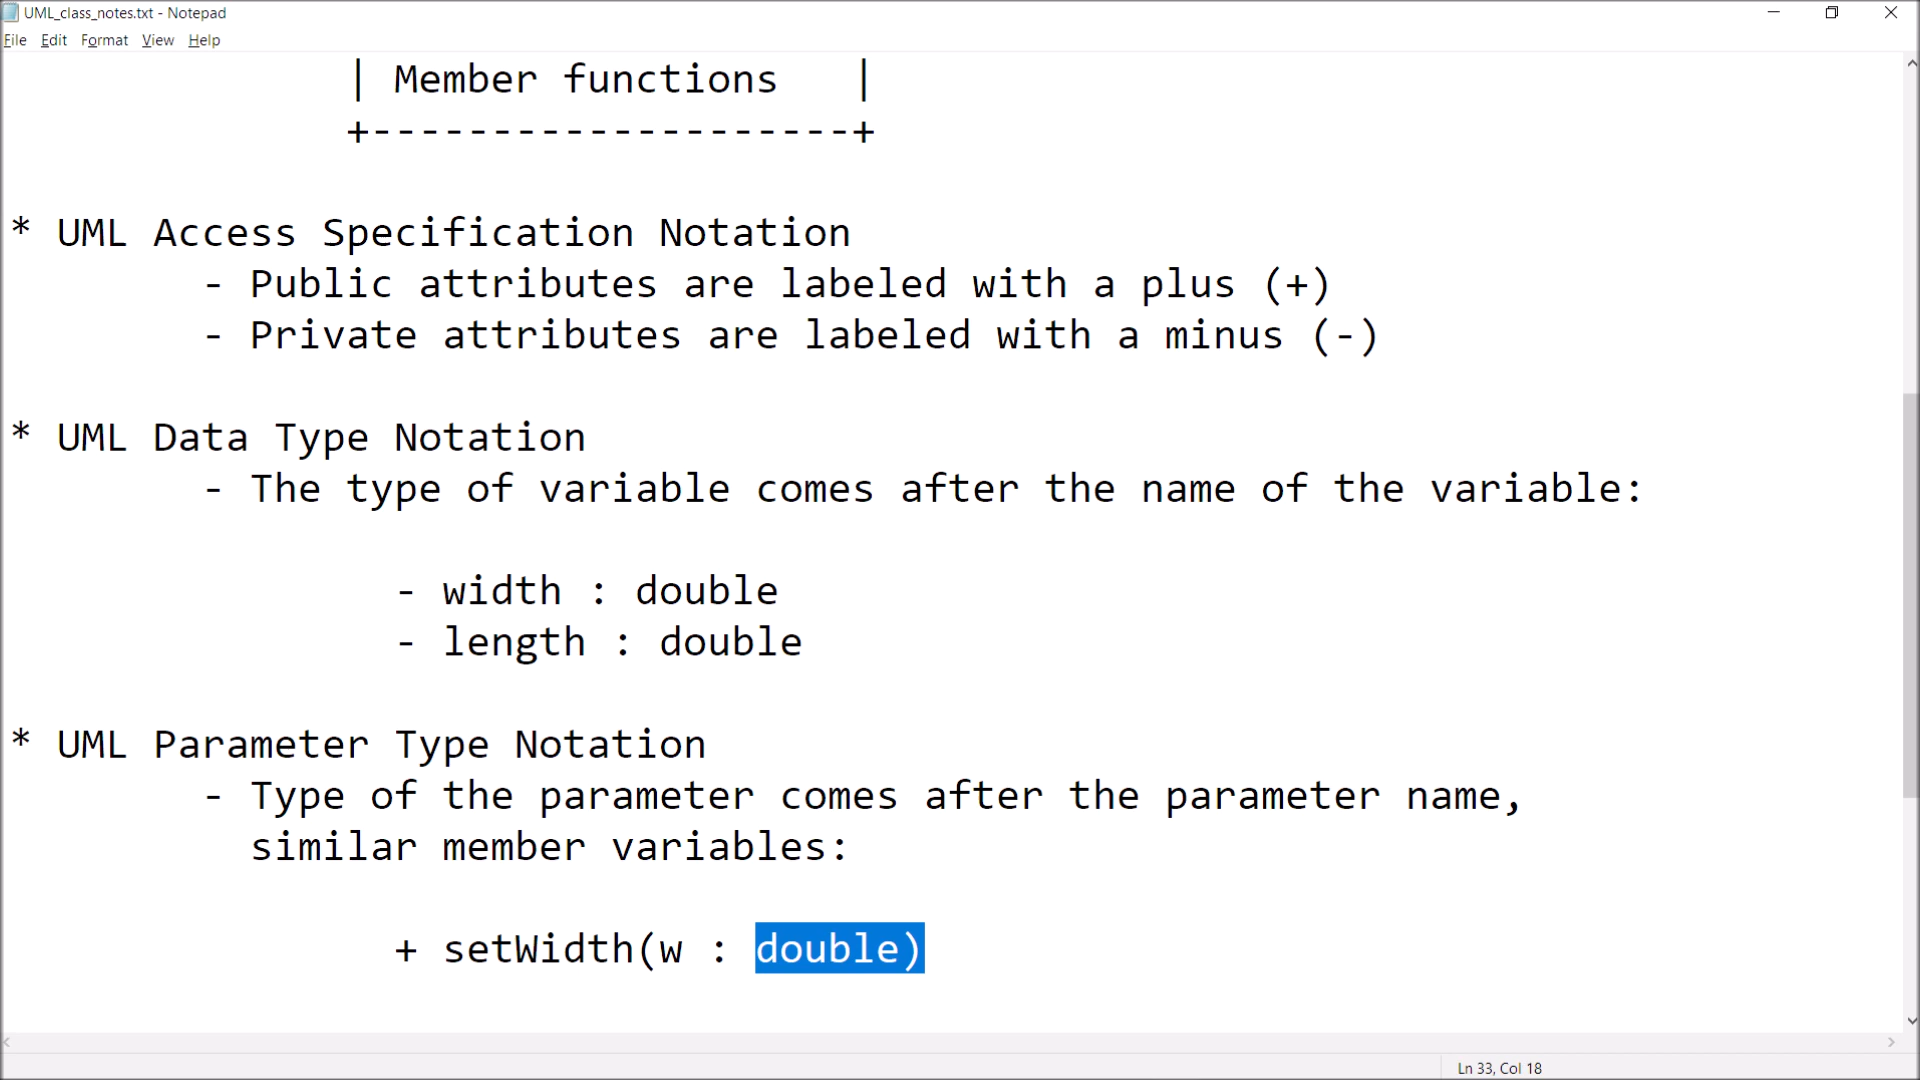 UML_class_notes.txt - Notepad
File Edit Format View Help
| Member functions |
+--------------------+
* UML Access Specification Notation
- Public attributes are labeled with a plus (+)
- Private attributes are labeled with a minus (-)
* UML Data Type Notation
- The type of variable comes after the name of the variable:
- width : double
- length : double
* UML Parameter Type Notation
- Type of the parameter comes after the parameter name,
similar member variables:
+ setWidth(w : double)
Ln 33, Col 18